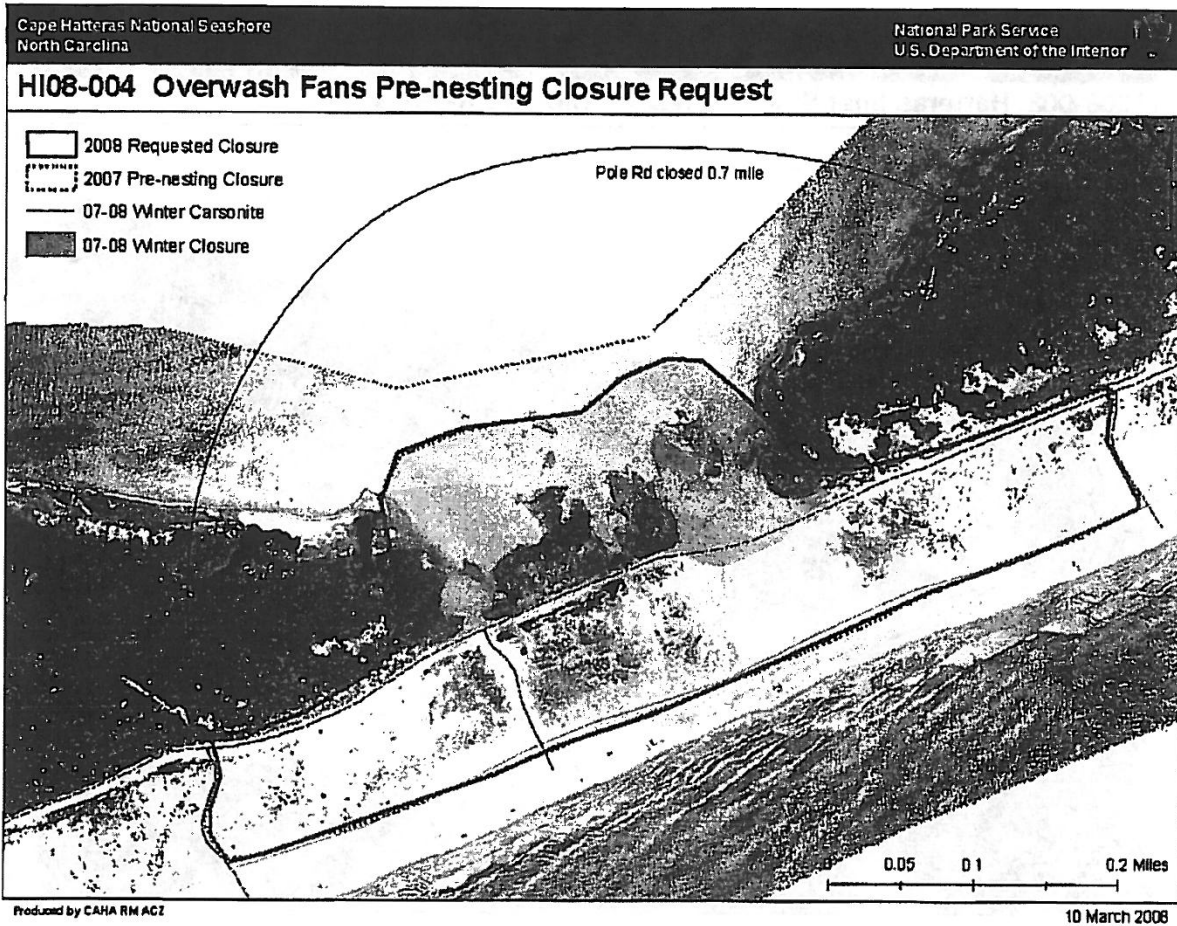 Cape Hatteras National Seashore
North Carolina
National Park Service
U.S. Department of the Interior
HI08-004 Overwash Fans Pre-nesting Closure Request
2008 Requested Closure
2007 Pre-nesting Closure
07-08 Winter Carsonite
07-08 Winter Closure
Pole Rd closed 0.7 mile
0 0.05 0.1 0.2 Miles
Produced by CAHA RM ACZ
10 March 2008